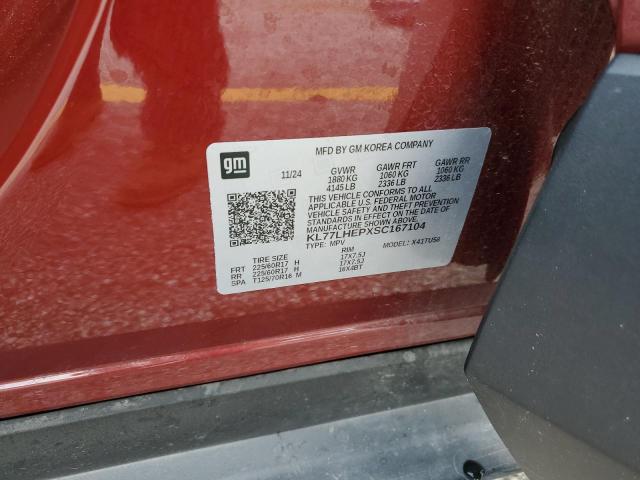 gm
MFD BY GM KOREA COMPANY
11/24 GVWR GAWR FRT GAWR RR
1880 KG 1060 KG 1060 KG
4145 LB 2336 LB 2336 LB
THIS VEHICLE CONFORMS TO ALL
APPLICABLE U.S. FEDERAL MOTOR
VEHICLE SAFETY AND THEFT PREVENTION
STANDARDS IN EFFECT ON THE DATE OF
MANUFACTURE SHOWN ABOVE.
KL77LHEPXSC167104
TYPE: MPV MODEL: X41TU58
TIRE SIZE RIM
FRT 225/60R17 H 17X7.5J
RR 225/60R17 H 17X7.5J
SPA T125/70R16 M 16X4BT